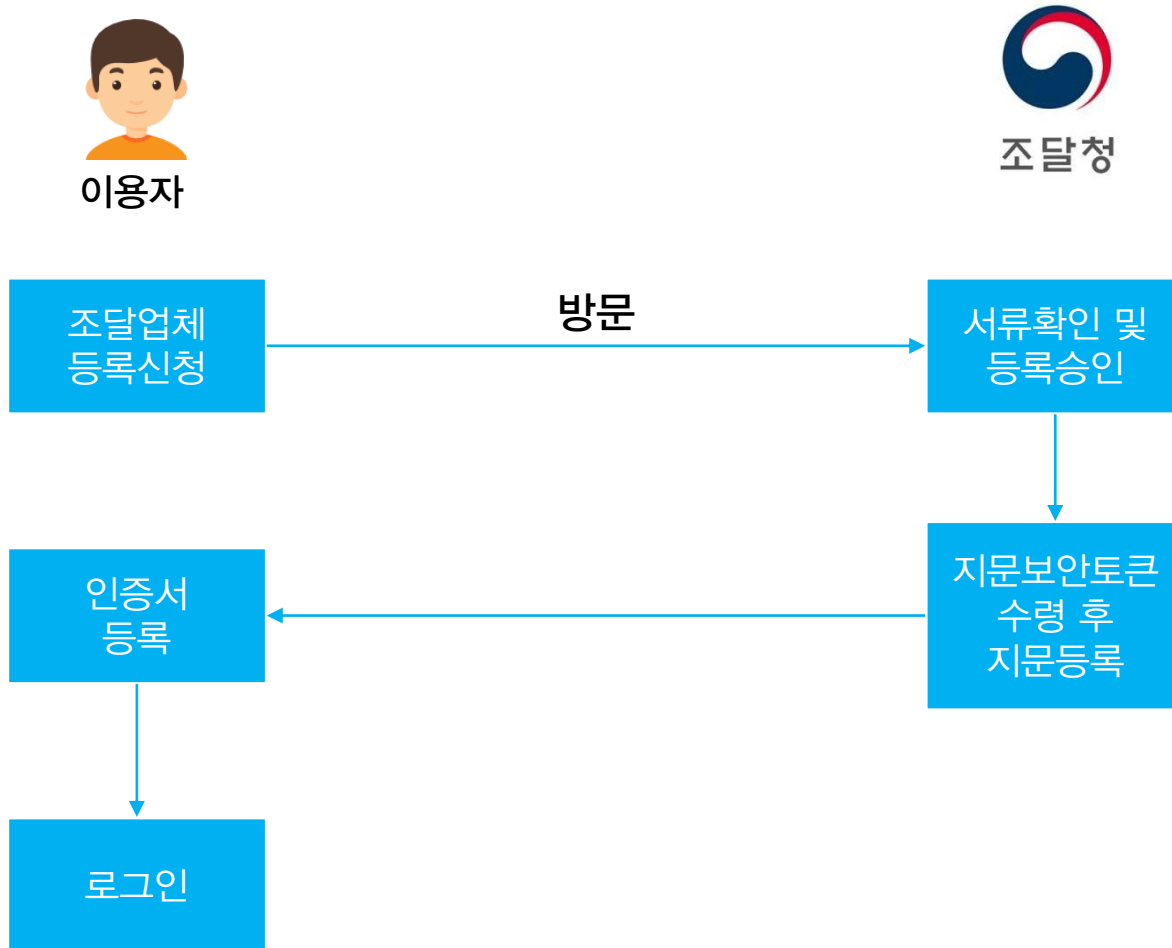 이용자
조달청
조달업체
등록신청
방문
서류확인 및
등록승인
인증서
등록
지문보안토큰
수령 후
지문등록
로그인